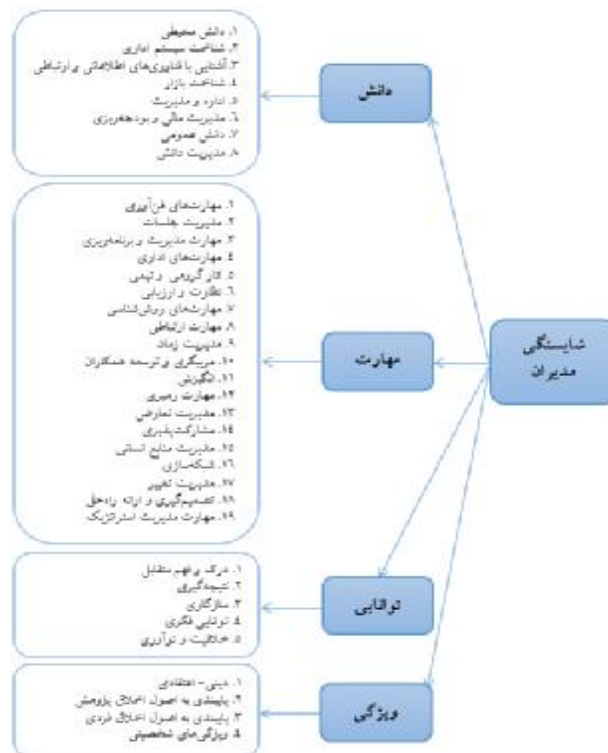 شایستگی
مدیران
دانش
۱. دانش محیطی
۲. شناخت سیستم اداری
۳. آشنایی با فناوری‌های اطلاعاتی و ارتباطی
۴. شناخت بازار
۵. اداره و مدیریت
۶. مدیریت مالی و بودجه‌ریزی
۷. دانش عمومی
۸. مدیریت دانش
مهارت
۱. مهارت‌های فن‌آوری
۲. مدیریت جلسات
۳. مهارت مدیریت و برنامه‌ریزی
۴. مهارت‌های اداری
۵. کار گروهی و تیمی
۶. نظارت و ارزیابی
۷. مهارت‌های روش‌شناسی
۸. مهارت ارتباطی
۹. مدیریت زمان
۱۰. مربیگری و توسعه همکاران
۱۱. انگیزش
۱۲. مهارت رهبری
۱۳. مدیریت تعارض
۱۴. مشارکت‌پذیری
۱۵. مدیریت منابع انسانی
۱۶. شبکه‌سازی
۱۷. مدیریت تغییر
۱۸. تصمیم‌گیری و ارائه راه‌حل
۱۹. مهارت مدیریت استراتژیک
توانایی
۱. درک و فهم متقابل
۲. نتیجه‌گیری
۳. سازگاری
۴. توانایی فکری
۵. خلاقیت و نوآوری
ویژگی
۱. دینی- اعتقادی
۲. پایبندی به اصول اخلاق پژوهش
۳. پایبندی به اصول اخلاق فردی
۴. ویژگی‌های شخصیتی